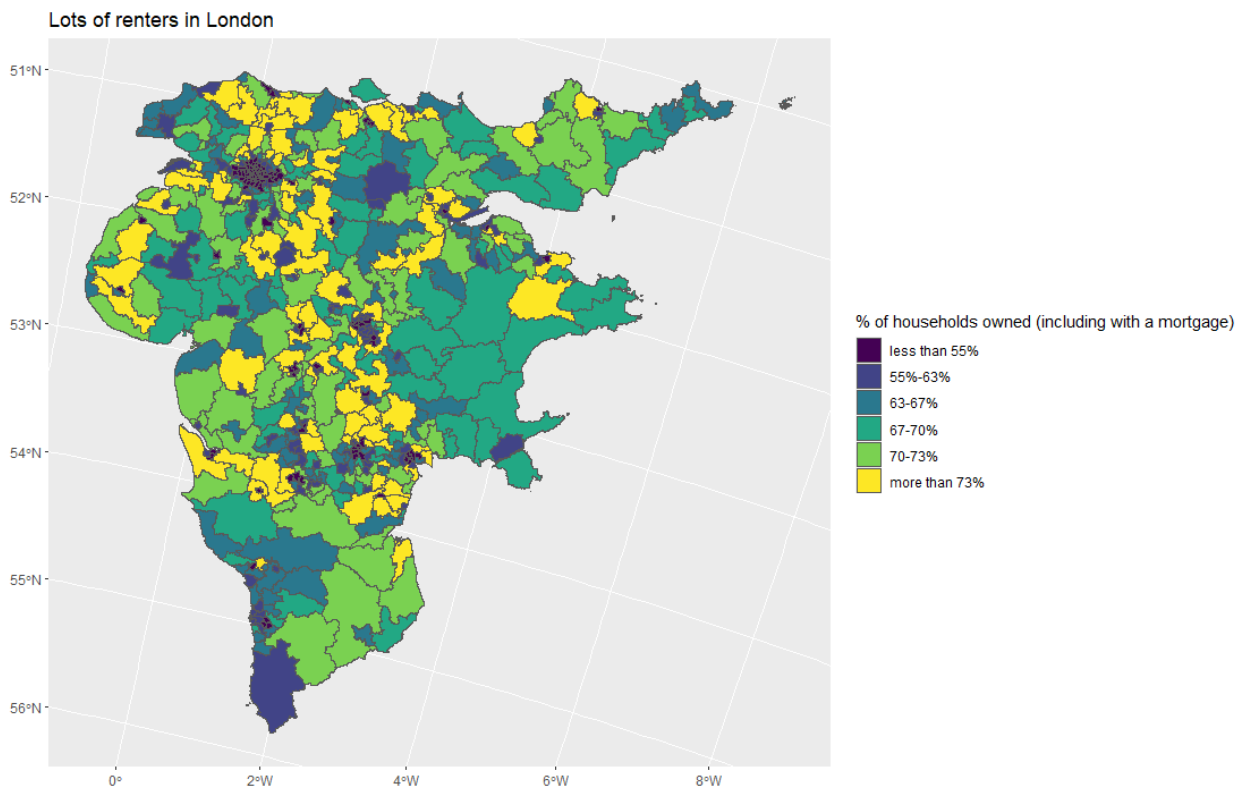 Lots of renters in London
51°N
52°N
53°N
54°N
55°N
56°N
0°
2°W
4°W
6°W
8°W
% of households owned (including with a mortgage)
less than 55%
55%-63%
63-67%
67-70%
70-73%
more than 73%